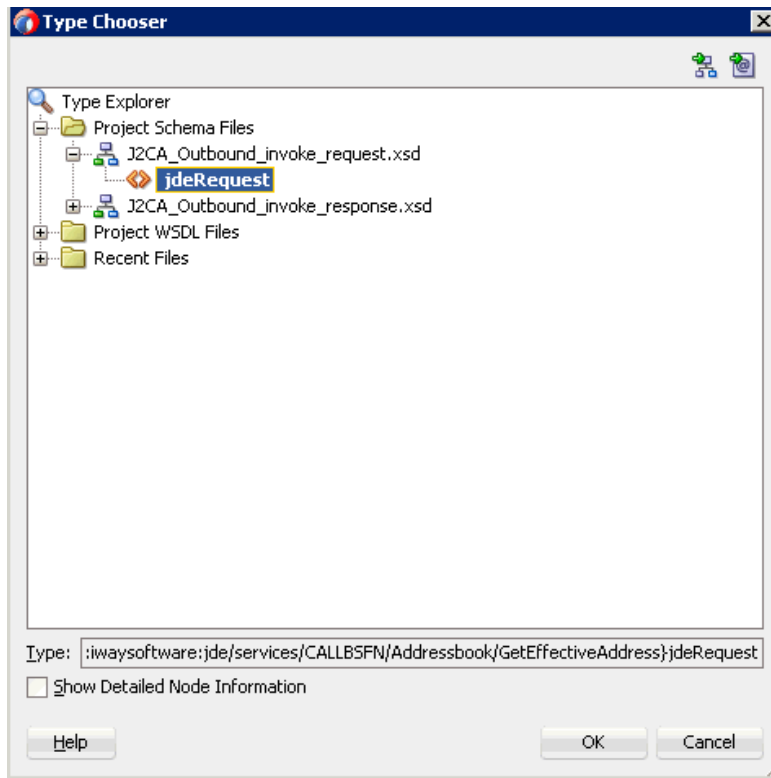 Type Chooser
Type Explorer
Project Schema Files
J2CA_Outbound_invoke_request.xsd
jdeRequest
J2CA_Outbound_invoke_response.xsd
Project WSDL Files
Recent Files
Type: :iwaysoftware:jde/services/CALLBSFN/Addressbook/GetEffectiveAddress}jdeRequest
Show Detailed Node Information
Help OK Cancel